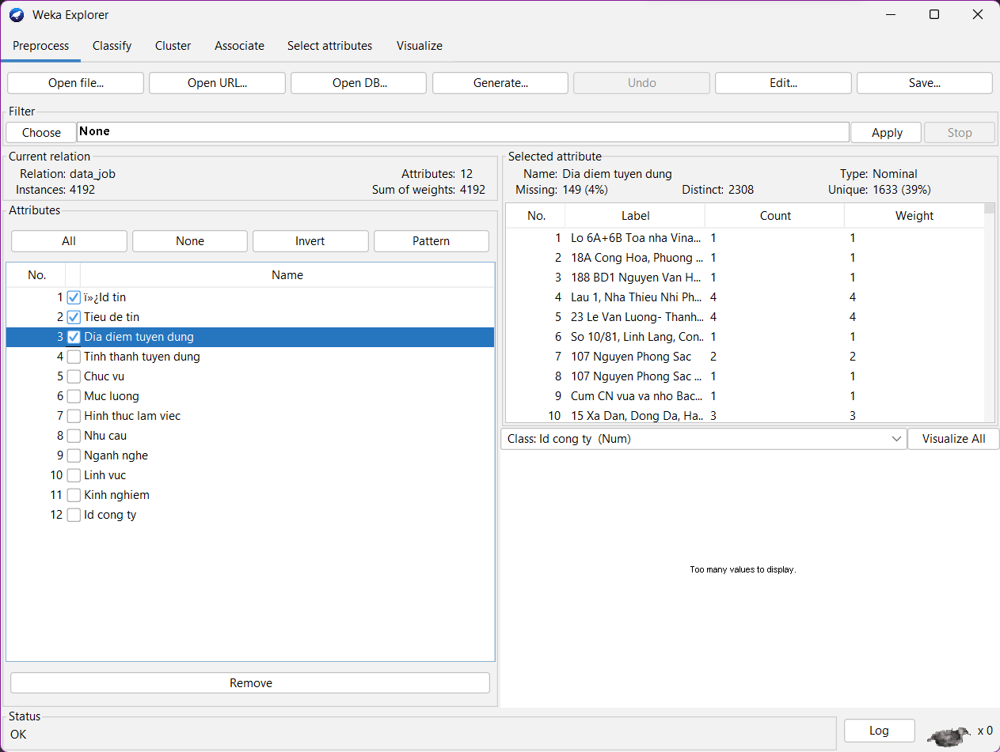 Weka Explorer
Preprocess Classify Cluster Associate Select attributes Visualize
Open file... Open URL... Open DB... Generate... Undo Edit... Save...
Filter
Choose None Apply Stop
Current relation
Relation: data_job Attributes: 12
Instances: 4192 Sum of weights: 4192
Attributes
All None Invert Pattern
No. Name
1 ï»¿Id tin
2 Tieu de tin
3 Dia diem tuyen dung
4 Tinh thanh tuyen dung
5 Chuc vu
6 Muc luong
7 Hinh thuc lam viec
8 Nhu cau
9 Nganh nghe
10 Linh vuc
11 Kinh nghiem
12 Id cong ty
Remove
Selected attribute
Name: Dia diem tuyen dung Type: Nominal
Missing: 149 (4%) Distinct: 2308 Unique: 1633 (39%)
No. Label Count Weight
1 Lo 6A+6B Toa nha Vina... 1 1
2 18A Cong Hoa, Phuong ... 1 1
3 188 BD1 Nguyen Van H... 1 1
4 Lau 1, Nha Thieu Nhi Ph... 4 4
5 23 Le Van Luong- Thanh... 4 4
6 So 10/81, Linh Lang, Con... 1 1
7 107 Nguyen Phong Sac 2 2
8 107 Nguyen Phong Sac ... 1 1
9 Cum CN vua va nho Bac... 1 1
10 15 Xa Dan, Dong Da, Ha... 3 3
Class: Id cong ty (Num) Visualize All
Too many values to display.
Status
OK
Log x 0